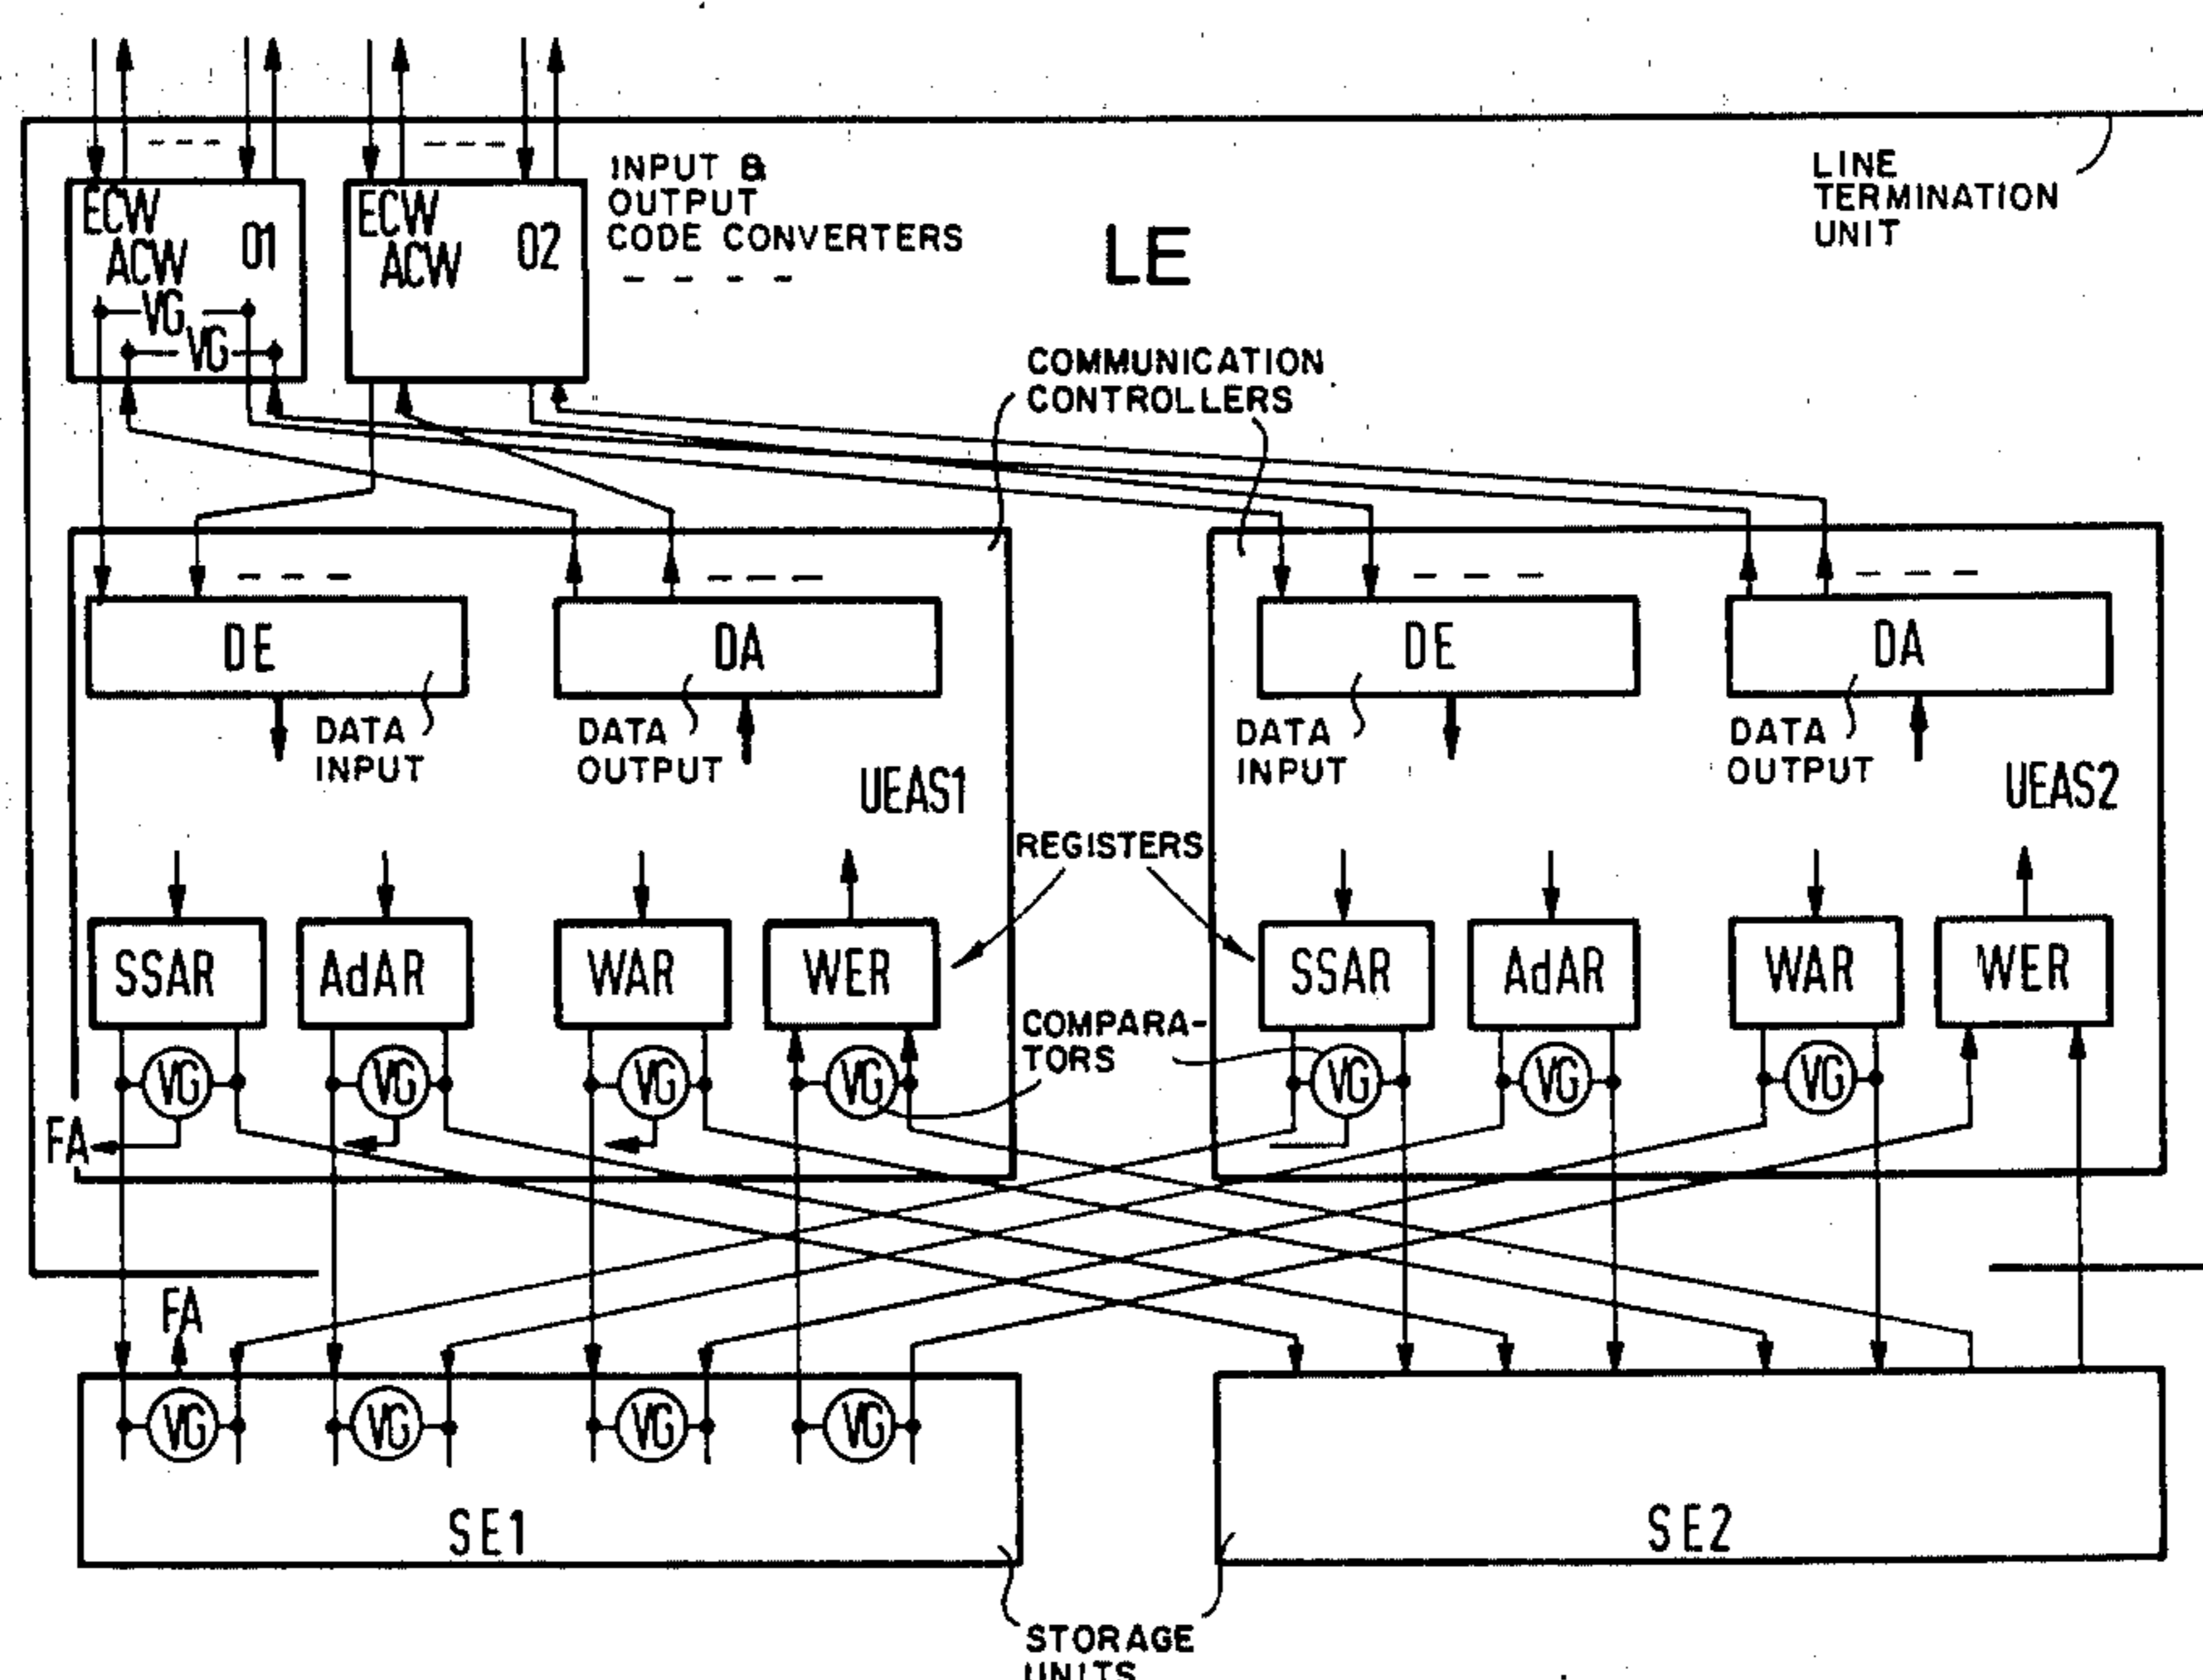 INPUT &
OUTPUT
CODE CONVERTERS
LINE
TERMINATION
UNIT
ECW
ACW
01
VG
VG
ECW
ACW
02
LE
COMMUNICATION
CONTROLLERS
DE
DA
DE
DA
DATA
INPUT
DATA
OUTPUT
UEAS1
DATA
INPUT
DATA
OUTPUT
UEAS2
REGISTERS
SSAR
AdAR
WAR
WER
SSAR
AdAR
WAR
WER
COMPARA-
TORS
VG
VG
VG
VG
VG
VG
VG
FA
FA
VG
VG
VG
VG
SE1
SE2
STORAGE
UNITS